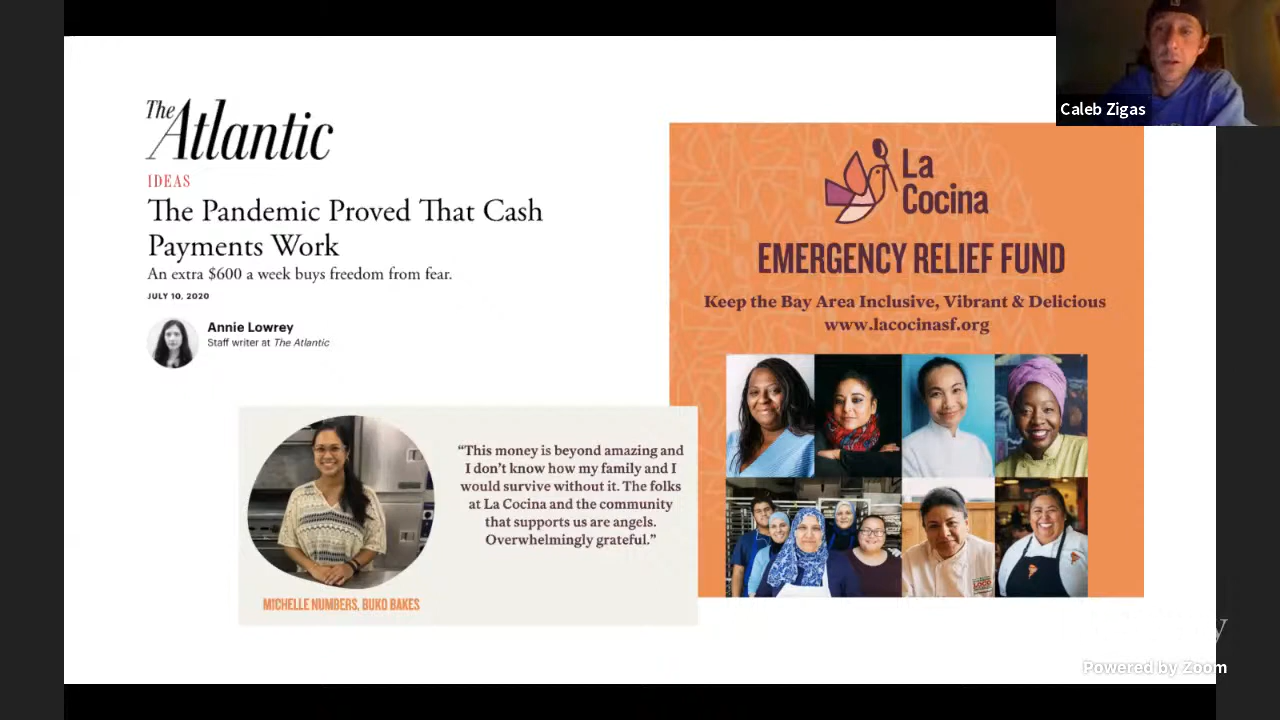 Caleb Zigas
The Atlantic
IDEAS
The Pandemic Proved That Cash
Payments Work
An extra $600 a week buys freedom from fear.
JULY 10, 2020
Annie Lowrey
Staff writer at The Atlantic
La
Cocina
EMERGENCY RELIEF FUND
Keep the Bay Area Inclusive, Vibrant & Delicious
www.lacocinasf.org
“This money is beyond amazing and
I don’t know how my family and I
would survive without it. The folks
at La Cocina and the community
that supports us are angels.
Overwhelmingly grateful.”
MICHELLE NUMBERS, BUKO BAKES
Powered by Zoom